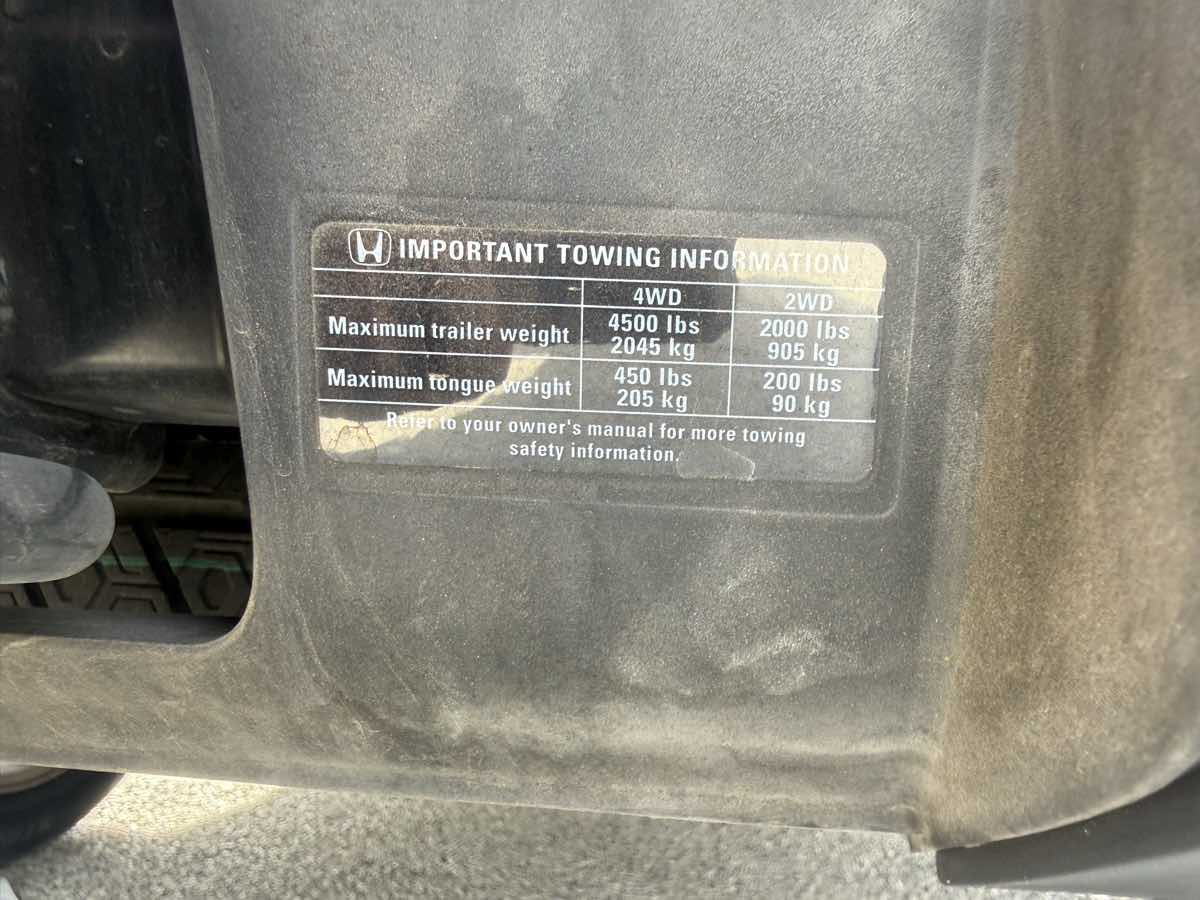 IMPORTANT TOWING INFORMATION
4WD 2WD
Maximum trailer weight 4500 lbs 2000 lbs
2045 kg 905 kg
Maximum tongue weight 450 lbs 200 lbs
205 kg 90 kg
Refer to your owner's manual for more towing
safety information.